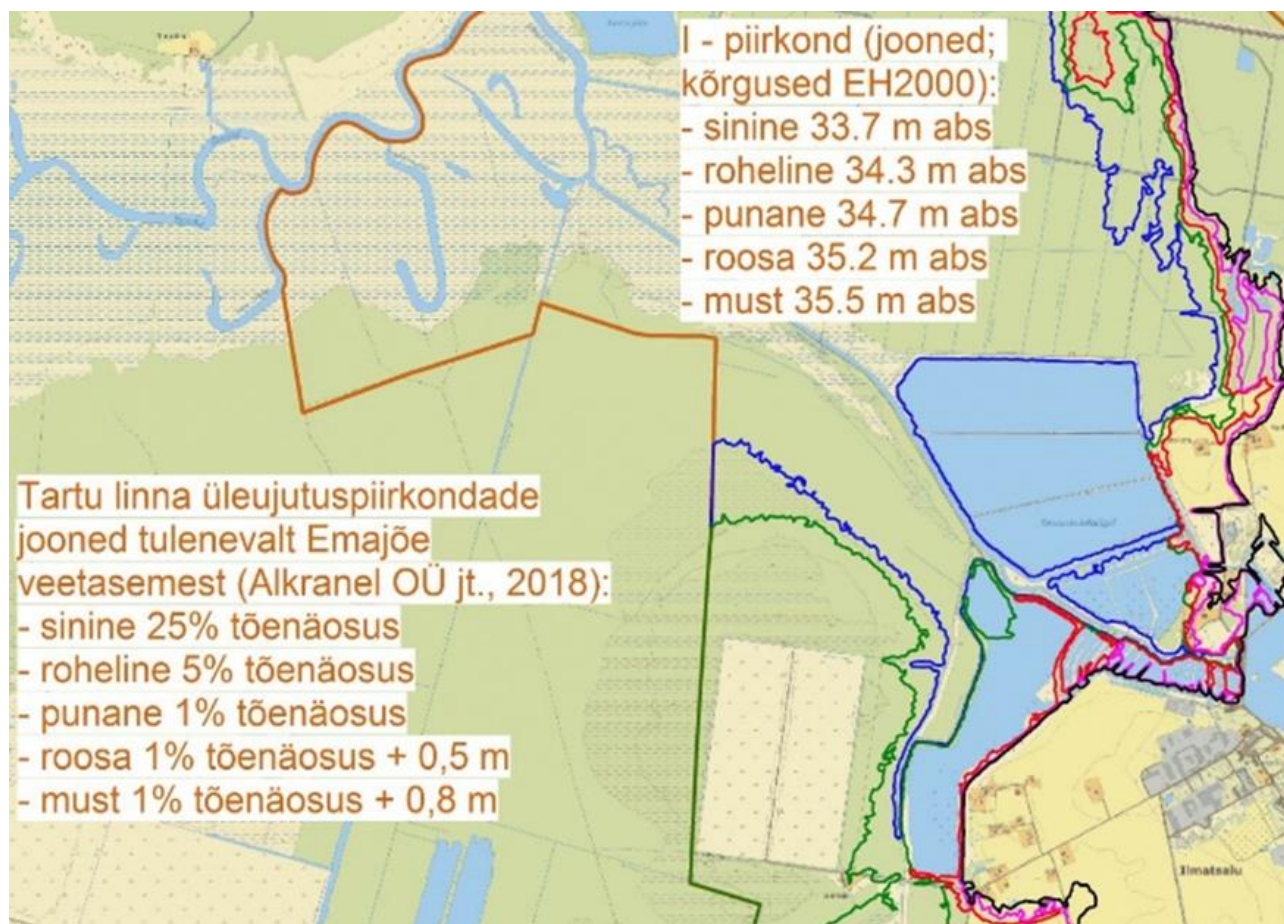 I - piirkond (jooned;
kõrgused EH2000):
- sinine 33.7 m abs
- roheline 34.3 m abs
- punane 34.7 m abs
- roosa 35.2 m abs
- must 35.5 m abs
Tartu linna üleujutuspiirkondade
jooned tulenevalt Emajõe
veetasemest (Alkranel OÜ jt., 2018):
- sinine 25% tõenäosus
- roheline 5% tõenäosus
- punane 1% tõenäosus
- roosa 1% tõenäosus + 0,5 m
- must 1% tõenäosus + 0,8 m
Ilmatsalu